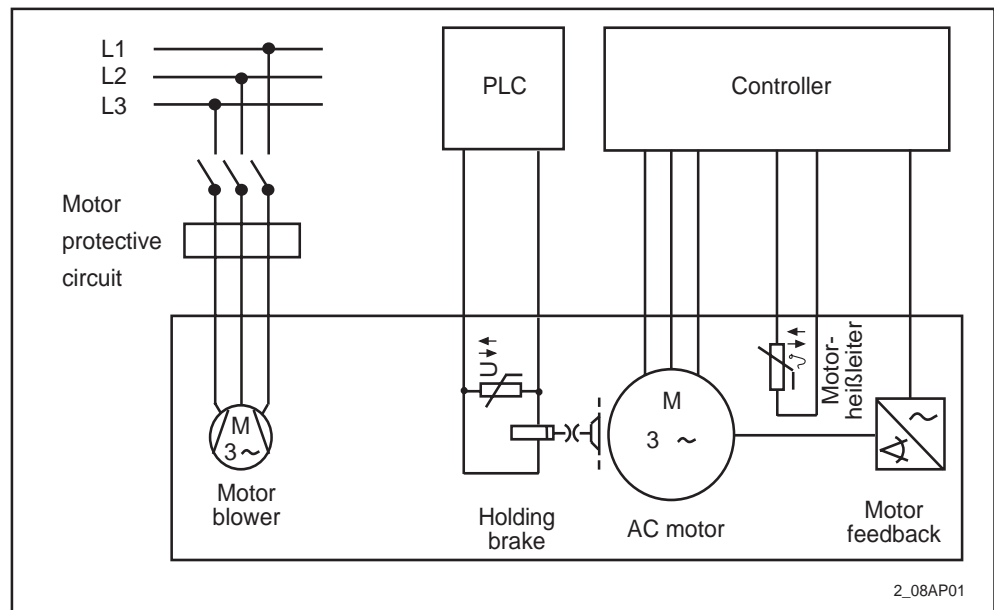 L1
L2
L3
PLC
Controller
Motor
protective
circuit
U
Motor-
heißleiter
M
3 ~
Motor
blower
Holding
brake
M
3 ~
AC motor
Motor
feedback
2_08AP01